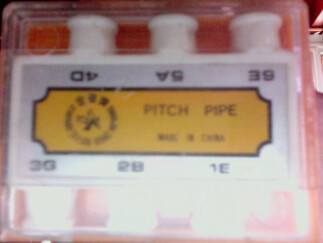 4D 5A 6E
PITCH PIPE
MADE IN CHINA
3G 2B 1E